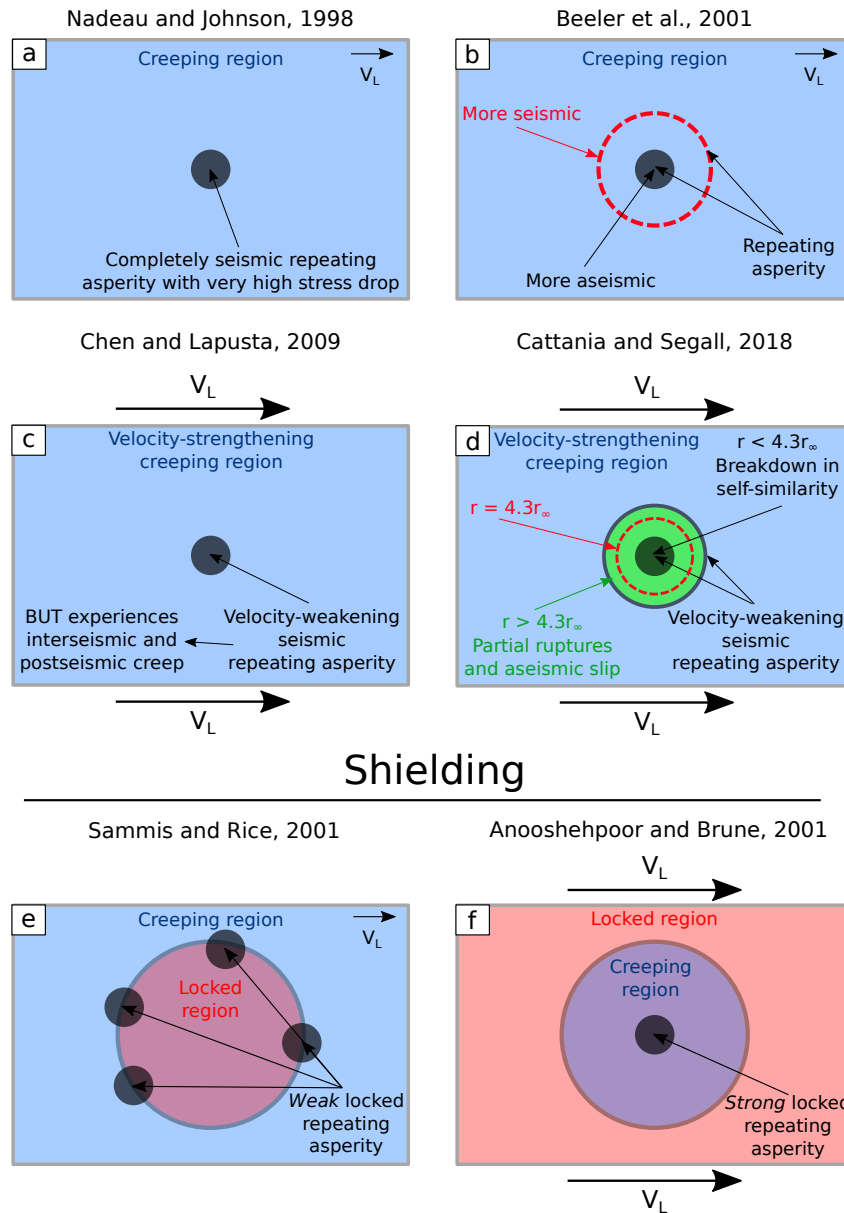 Nadeau and Johnson, 1998
a
Creeping region
V_L
Completely seismic repeating
asperity with very high stress drop
Beeler et al., 2001
b
Creeping region
V_L
More seismic
More aseismic
Repeating
asperity
Chen and Lapusta, 2009
V_L
c
Velocity-strengthening
creeping region
BUT experiences
interseismic and
postseismic creep
Velocity-weakening
seismic
repeating asperity
V_L
Cattania and Segall, 2018
V_L
d
Velocity-strengthening
creeping region
r < 4.3r∞
Breakdown in
self-similarity
r = 4.3r∞
r > 4.3r∞
Partial ruptures
and aseismic slip
Velocity-weakening
seismic
repeating asperity
V_L
Shielding
Sammis and Rice, 2001
e
Creeping region
V_L
Locked
region
Weak locked
repeating
asperity
Anooshehpoor and Brune, 2001
V_L
f
Locked region
Creeping
region
Strong locked
repeating
asperity
V_L